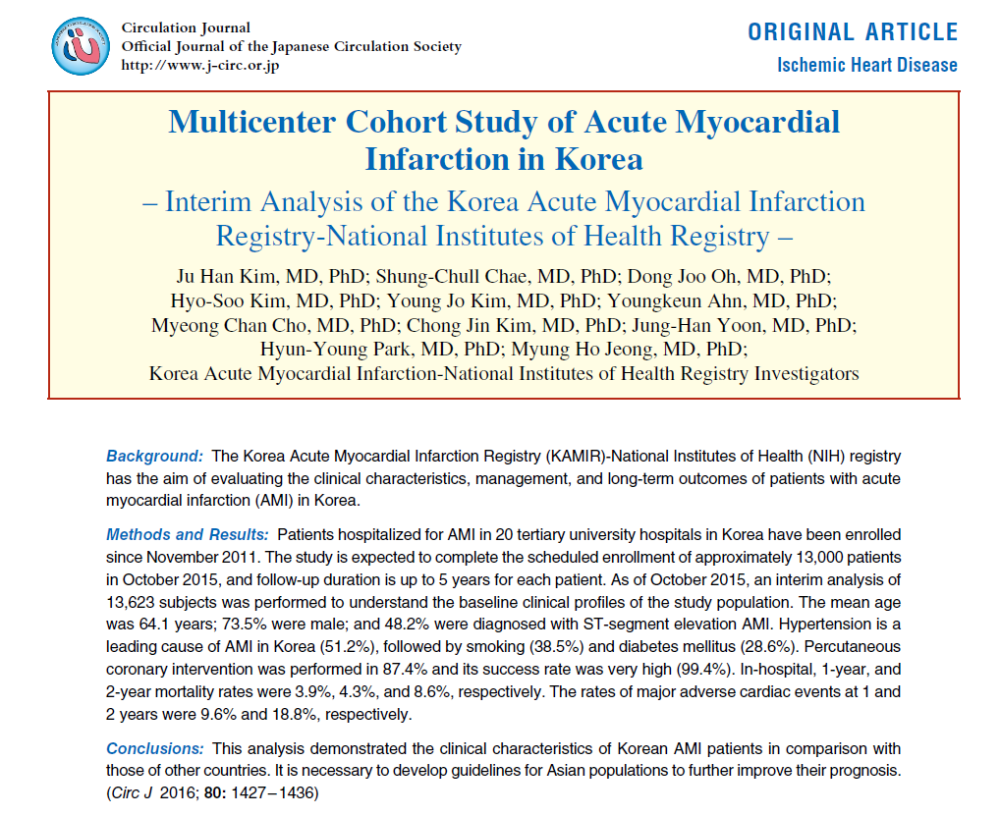 Circulation Journal
Official Journal of the Japanese Circulation Society
http://www.j-circ.or.jp
ORIGINAL ARTICLE
Ischemic Heart Disease
Multicenter Cohort Study of Acute Myocardial
Infarction in Korea
– Interim Analysis of the Korea Acute Myocardial Infarction
Registry-National Institutes of Health Registry –
Ju Han Kim, MD, PhD; Shung-Chull Chae, MD, PhD; Dong Joo Oh, MD, PhD;
Hyo-Soo Kim, MD, PhD; Young Jo Kim, MD, PhD; Youngkeun Ahn, MD, PhD;
Myeong Chan Cho, MD, PhD; Chong Jin Kim, MD, PhD; Jung-Han Yoon, MD, PhD;
Hyun-Young Park, MD, PhD; Myung Ho Jeong, MD, PhD;
Korea Acute Myocardial Infarction-National Institutes of Health Registry Investigators
Background: The Korea Acute Myocardial Infarction Registry (KAMIR)-National Institutes of Health (NIH) registry
has the aim of evaluating the clinical characteristics, management, and long-term outcomes of patients with acute
myocardial infarction (AMI) in Korea.
Methods and Results: Patients hospitalized for AMI in 20 tertiary university hospitals in Korea have been enrolled
since November 2011. The study is expected to complete the scheduled enrollment of approximately 13,000 patients
in October 2015, and follow-up duration is up to 5 years for each patient. As of October 2015, an interim analysis of
13,623 subjects was performed to understand the baseline clinical profiles of the study population. The mean age
was 64.1 years; 73.5% were male; and 48.2% were diagnosed with ST-segment elevation AMI. Hypertension is a
leading cause of AMI in Korea (51.2%), followed by smoking (38.5%) and diabetes mellitus (28.6%). Percutaneous
coronary intervention was performed in 87.4% and its success rate was very high (99.4%). In-hospital, 1-year, and
2-year mortality rates were 3.9%, 4.3%, and 8.6%, respectively. The rates of major adverse cardiac events at 1 and
2 years were 9.6% and 18.8%, respectively.
Conclusions: This analysis demonstrated the clinical characteristics of Korean AMI patients in comparison with
those of other countries. It is necessary to develop guidelines for Asian populations to further improve their prognosis.
(Circ J 2016; 80: 1427–1436)